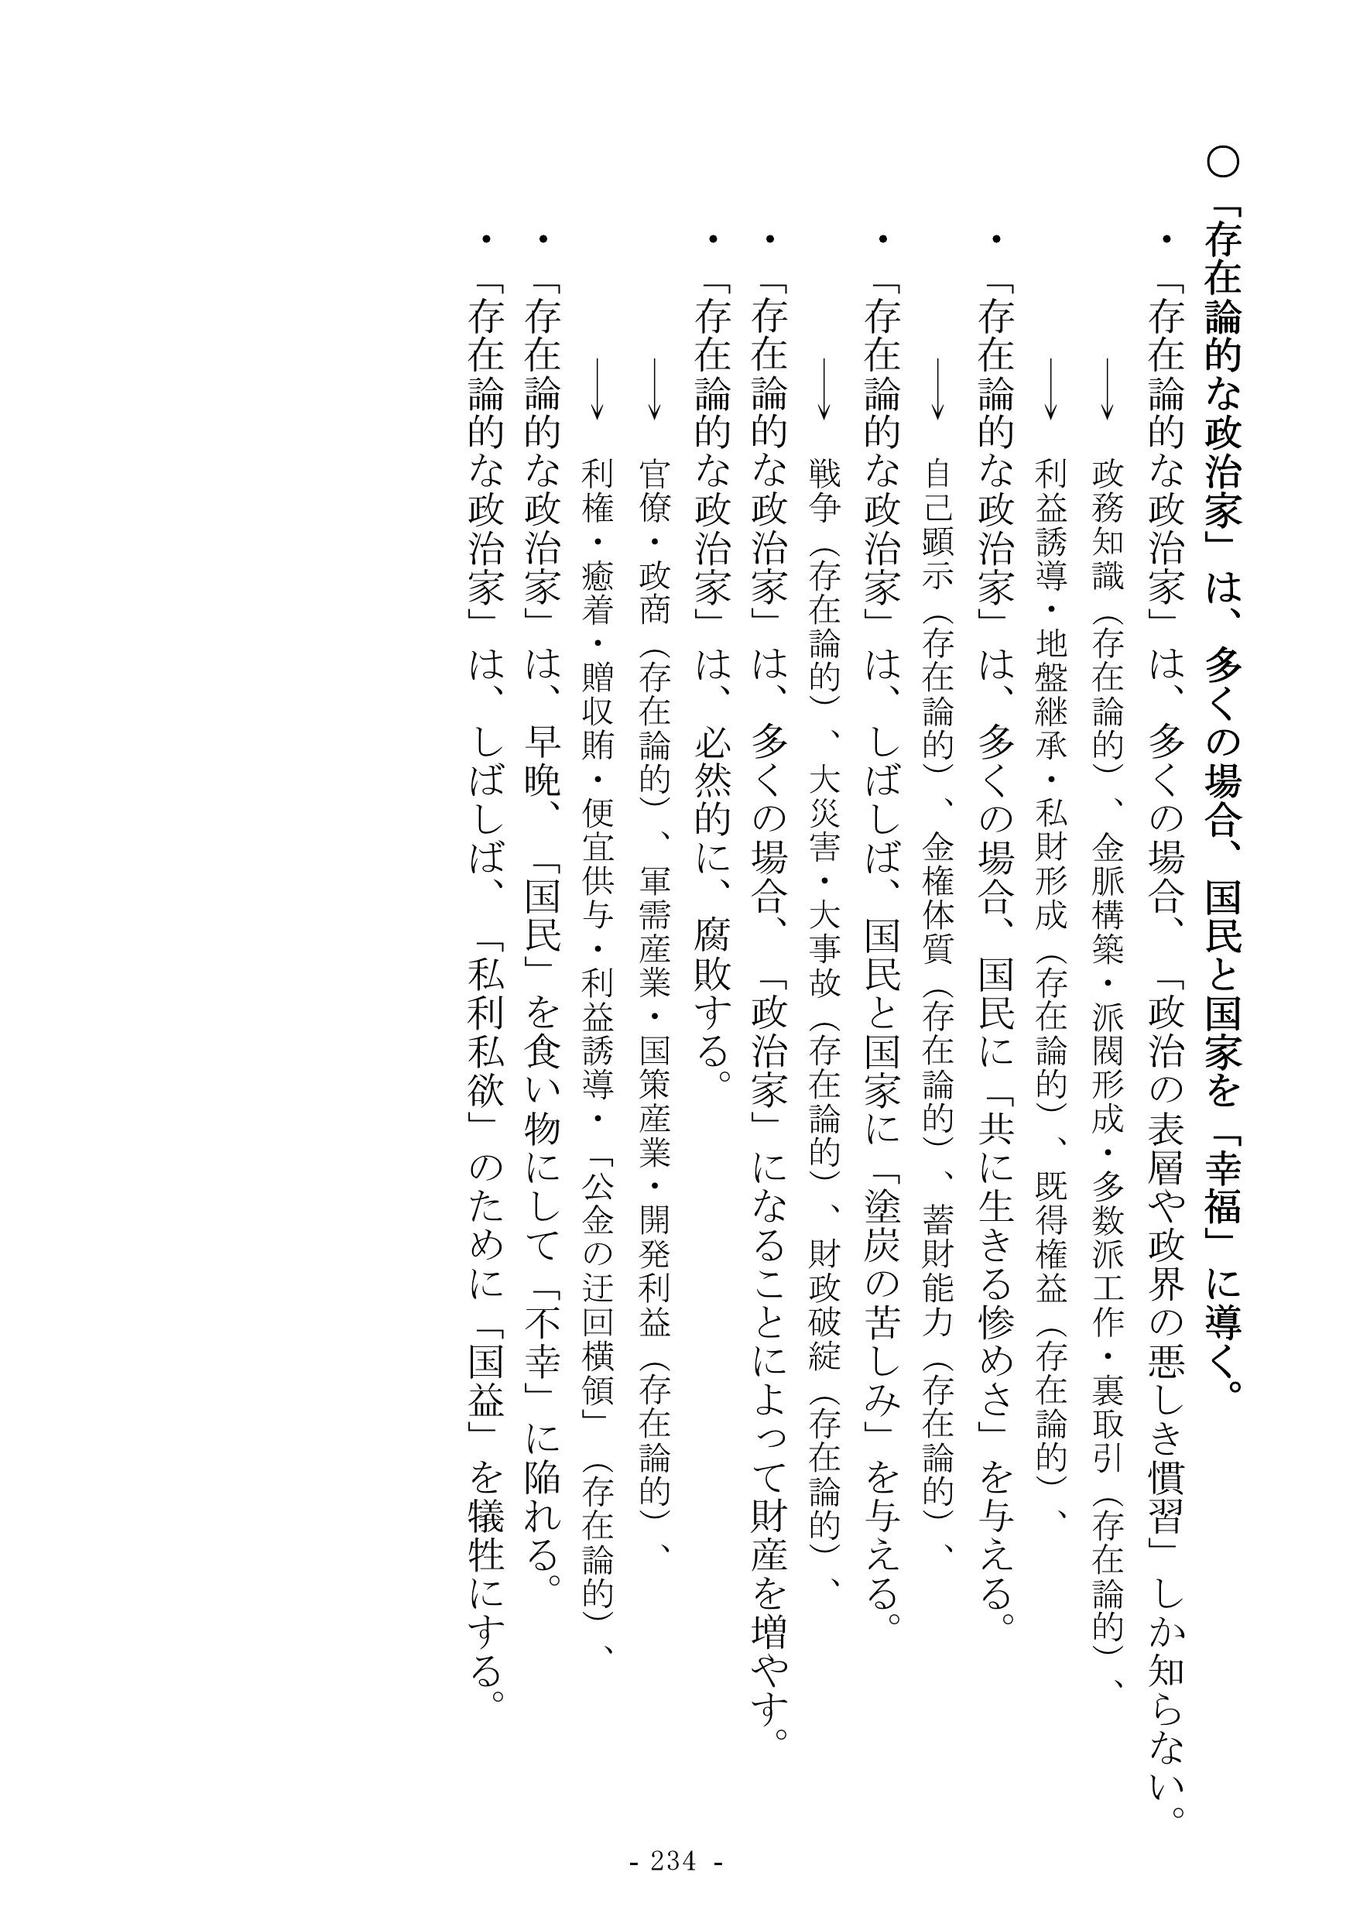 〇「存在論的な政治家」は、多くの場合、国民と国家を「幸福」に導く。
・「存在論的な政治家」は、多くの場合、「政治の表層や政界の悪しき慣習」しか知らない。
→ 政務知識（存在論的）、金脈構築・派閥形成・多数派工作・裏取引（存在論的）、
→ 利益誘導・地盤継承・私財形成（存在論的）、既得権益（存在論的）、
・「存在論的な政治家」は、多くの場合、国民に「共に生きる惨めさ」を与える。
→ 自己顕示（存在論的）、金権体質（存在論的）、蓄財能力（存在論的）、
・「存在論的な政治家」は、しばしば、国民と国家に「塗炭の苦しみ」を与える。
→ 戦争（存在論的）、大災害・大事故（存在論的）、財政破綻（存在論的）、
・「存在論的な政治家」は、多くの場合、「政治家」になることによって財産を増やす。
・「存在論的な政治家」は、必然的に、腐敗する。
→ 官僚・政商（存在論的）、軍需産業・国策産業・開発利益（存在論的）、
→ 利権・癒着・贈収賄・便宜供与・利益誘導・「公金の迂回横領」（存在論的）、
・「存在論的な政治家」は、早晩、「国民」を食い物にして「不幸」に陥れる。
・「存在論的な政治家」は、しばしば、「私利私欲」のために「国益」を犠牲にする。
- 234 -